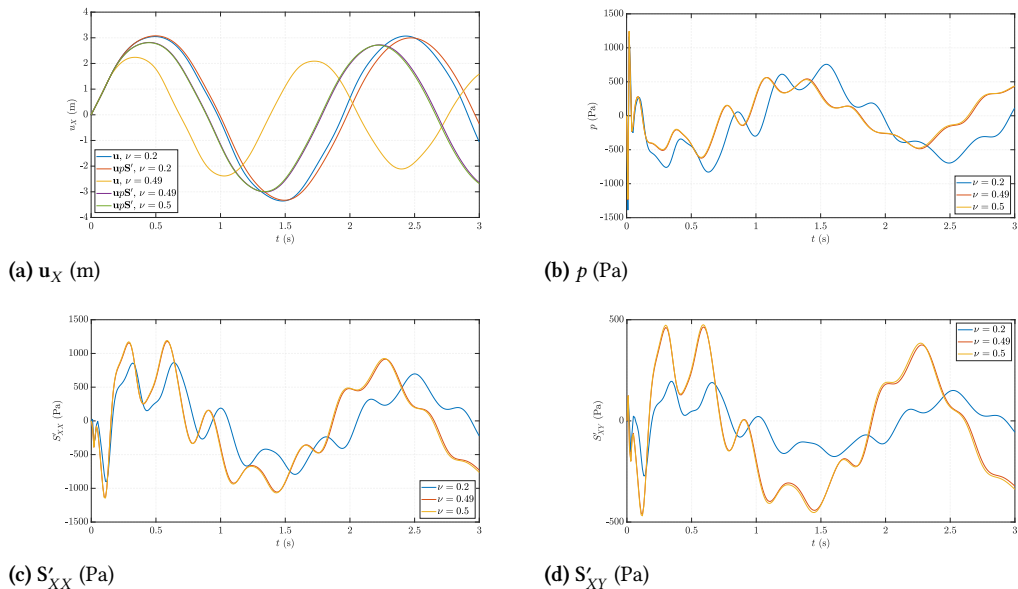 4
3
2
1
0
-1
-2
-3
4
u_X (m)
u, ν = 0.2
upS′, ν = 0.2
u, ν = 0.49
upS′, ν = 0.49
upS′, ν = 0.5
0 0.5 1 1.5 2 2.5 3
t (s)
(a) u_X (m)
1500
1000
500
0
-500
-1000
1500
p (Pa)
ν = 0.2
ν = 0.49
ν = 0.5
0 0.5 1 1.5 2 2.5 3
t (s)
(b) p (Pa)
1500
1000
500
0
-500
-1000
1500
S′_XX (Pa)
ν = 0.2
ν = 0.49
ν = 0.5
0 0.5 1 1.5 2 2.5 3
t (s)
(c) S′_XX (Pa)
500
0
-500
S′_XY (Pa)
ν = 0.2
ν = 0.49
ν = 0.5
0 0.5 1 1.5 2 2.5 3
t (s)
(d) S′_XY (Pa)